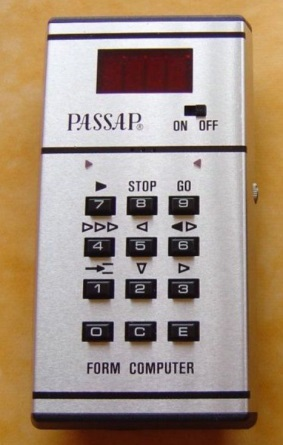 PASSAP®
ON OFF
STOP GO
7 8 9
4 5 6
1 2 3
0 C E
FORM COMPUTER